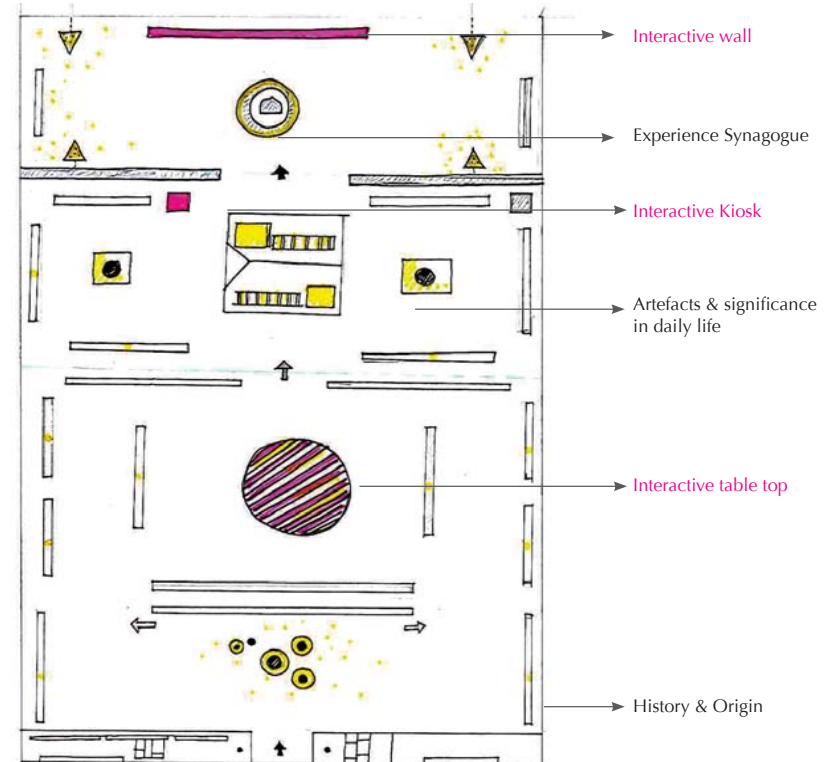 Interactive wall
Experience Synagogue
Interactive Kiosk
Artefacts & significance
in daily life
Interactive table top
History & Origin